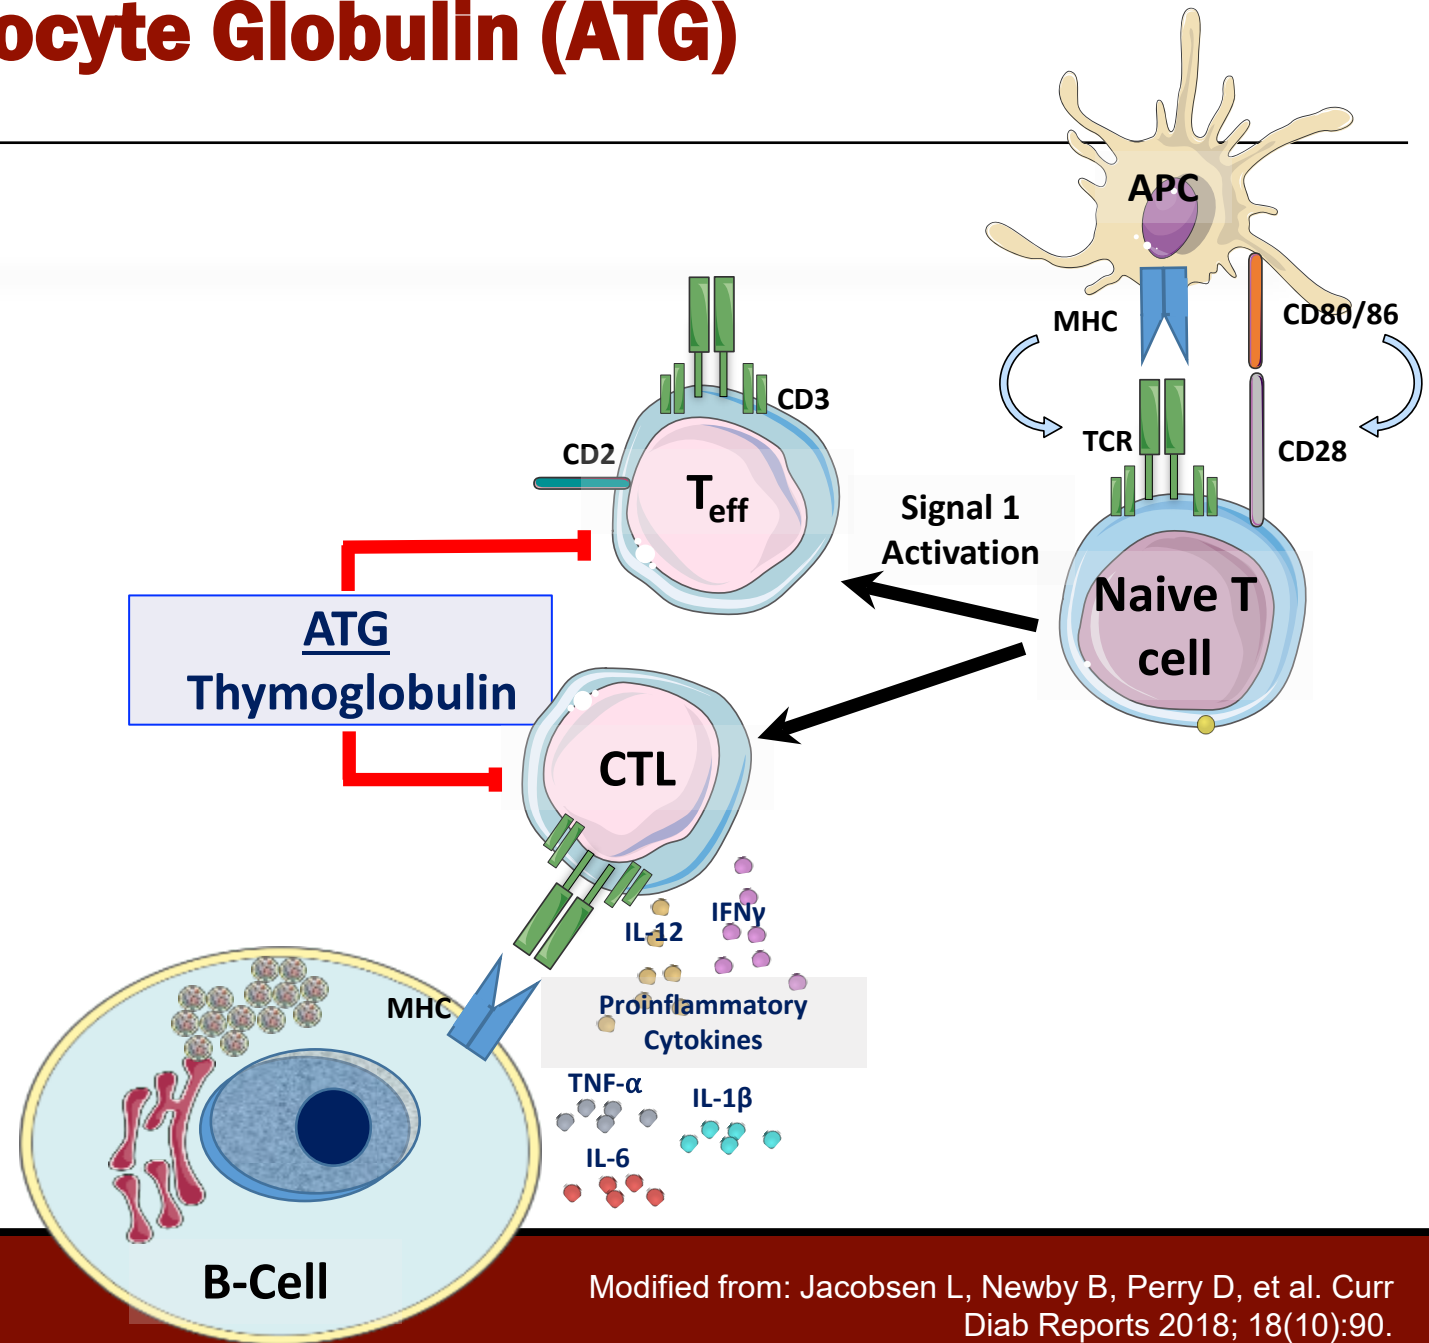 ocyte Globulin (ATG)
APC
MHC
CD80/86
CD3
TCR
CD28
CD2
T eff
Signal 1
Activation
Naive T
cell
ATG
Thymoglobulin
CTL
IL-12
IFNγ
MHC
Proinflammatory
Cytokines
TNF-α
IL-1β
IL-6
B-Cell
Modified from: Jacobsen L, Newby B, Perry D, et al. Curr
Diab Reports 2018; 18(10):90.